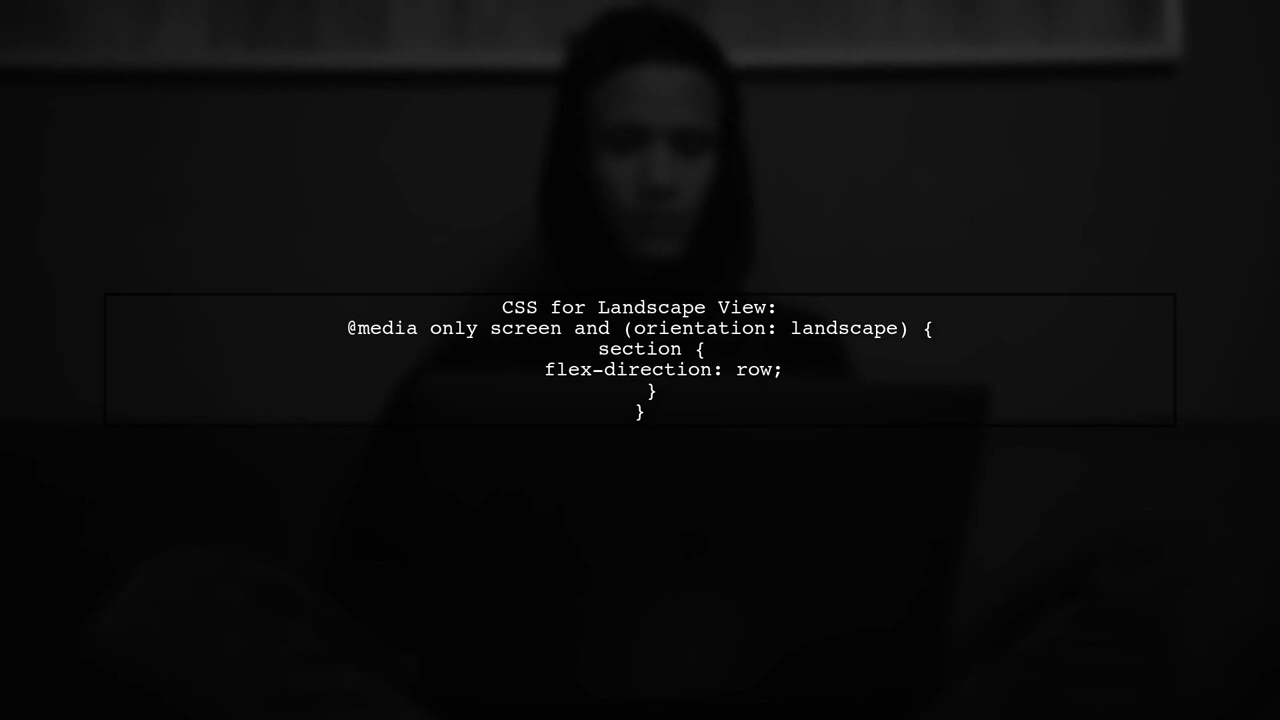 CSS for Landscape View:
@media only screen and (orientation: landscape) {
section {
flex-direction: row;
}
}